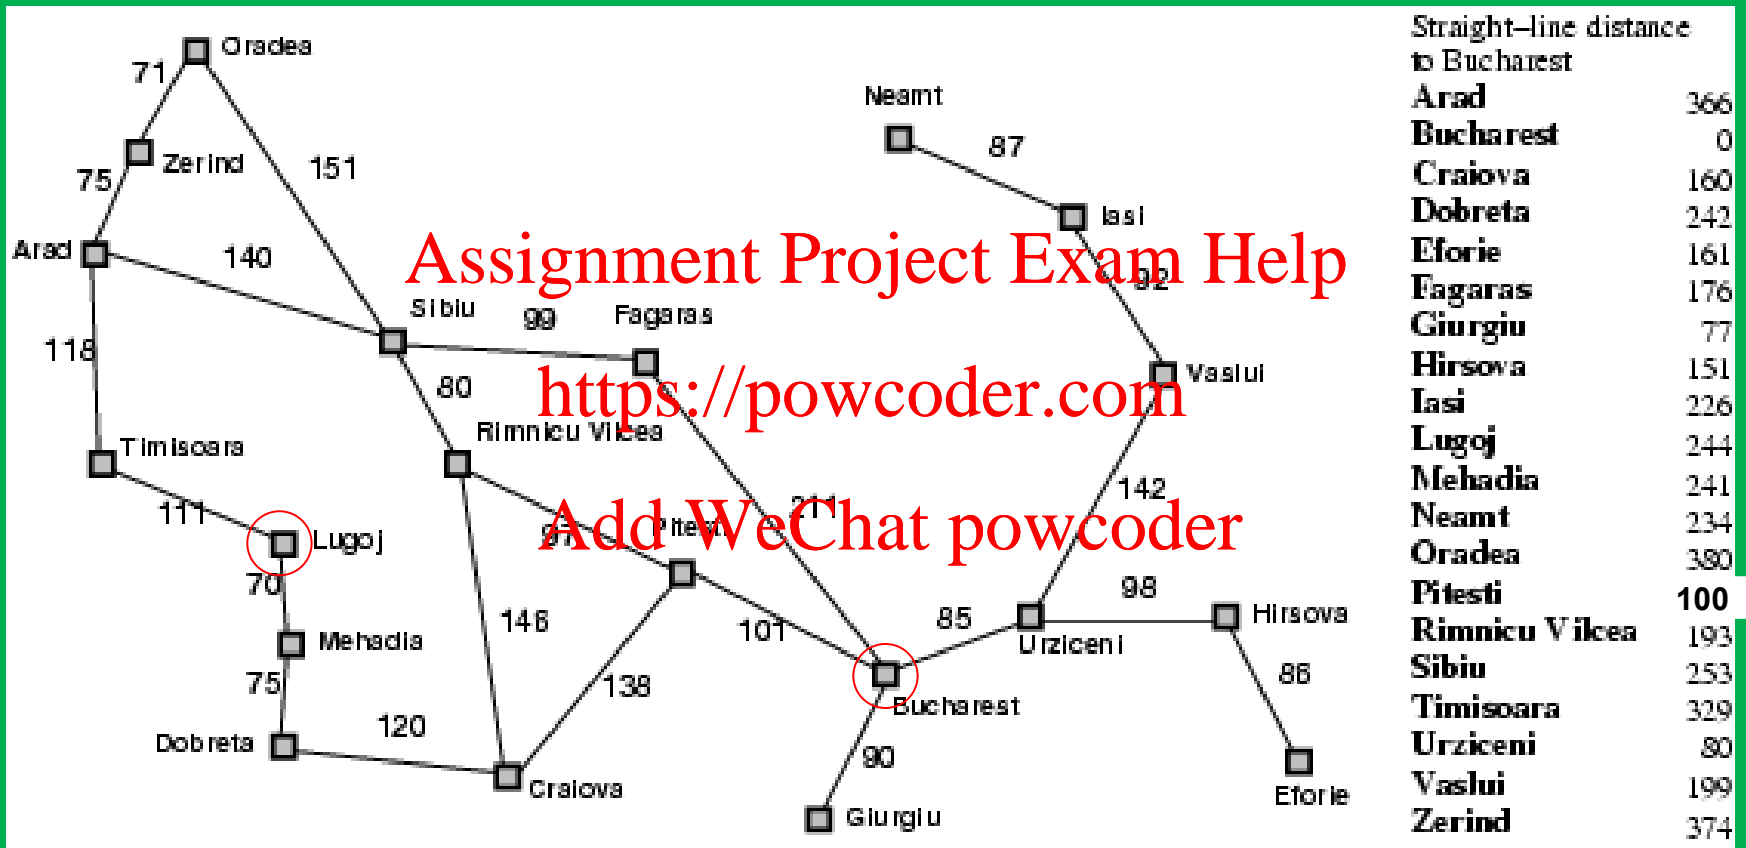 Oradea
71
Zerind
75
151
Arad
140
118
Sibiu
99
Fagaras
80
Rimnicu Vilcea
Timisoara
111
Lugoj
70
Mehadia
75
Dobreta
120
Craiova
146
138
97
Pitesti
101
211
Bucharest
90
Giurgiu
85
Urziceni
98
Hirsova
86
Eforie
142
Vaslui
92
Iasi
87
Neamt
Assignment Project Exam Help
https://powcoder.com
Add WeChat powcoder
Straight-line distance
to Bucharest
Arad 366
Bucharest 0
Craiova 160
Dobreta 242
Eforie 161
Fagaras 176
Giurgiu 77
Hirsova 151
Iasi 226
Lugoj 244
Mehadia 241
Neamt 234
Oradea 380
Pitesti 100
Rimnicu Vilcea 193
Sibiu 253
Timisoara 329
Urziceni 80
Vaslui 199
Zerind 374